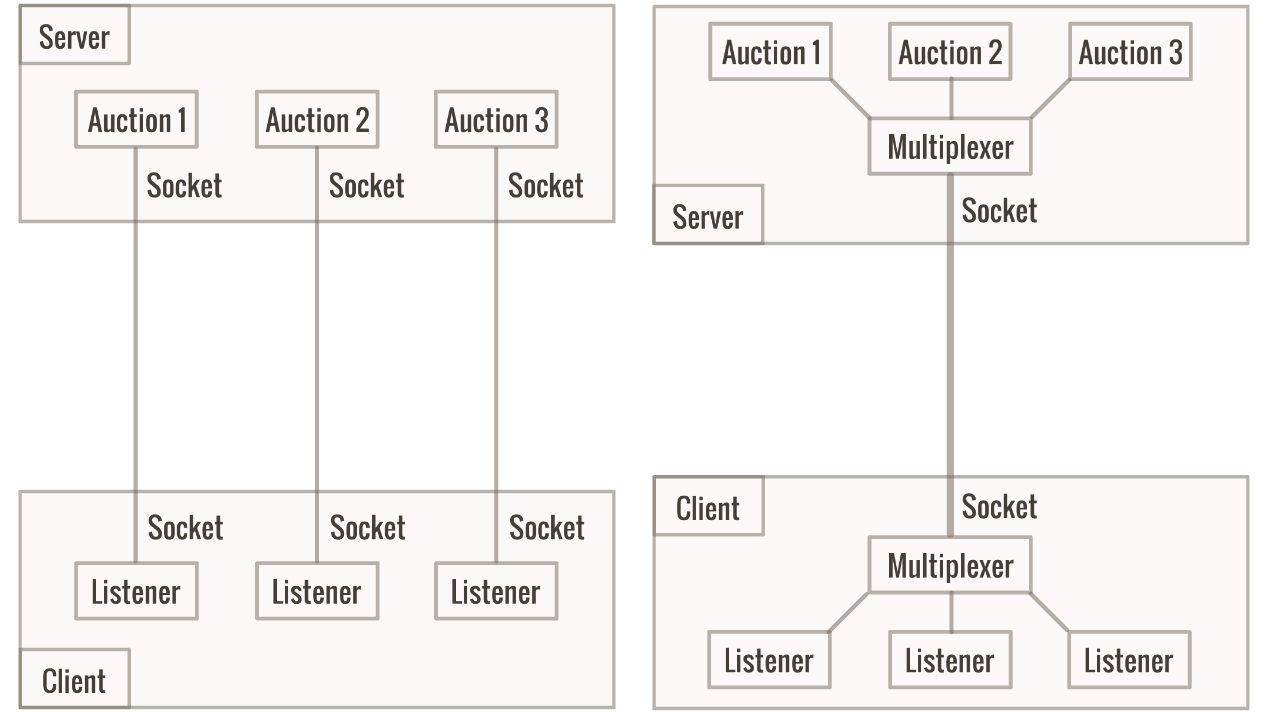 Server
Auction 1
Auction 2
Auction 3
Socket
Socket
Socket
Socket
Socket
Socket
Listener
Listener
Listener
Client
Auction 1
Auction 2
Auction 3
Multiplexer
Socket
Server
Client
Socket
Multiplexer
Listener
Listener
Listener